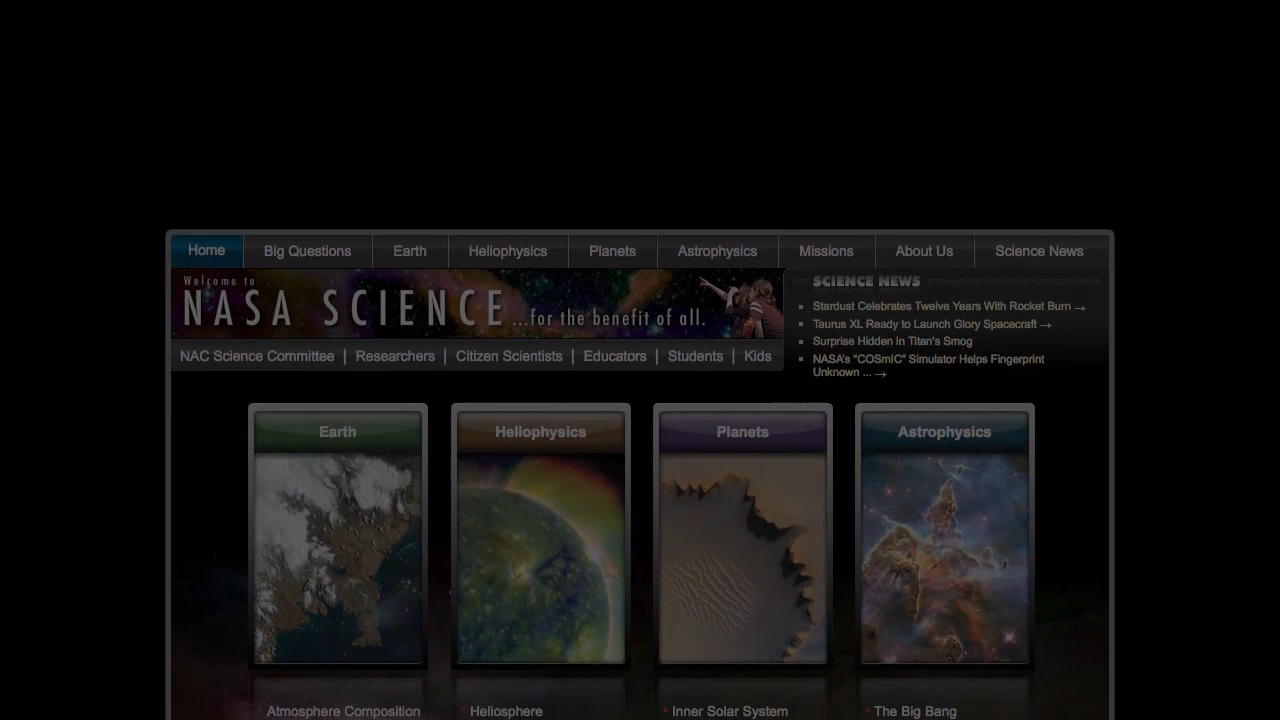 Home Big Questions Earth Heliophysics Planets Astrophysics Missions About Us Science News
Welcome to
NASA SCIENCE ...for the benefit of all.
NAC Science Committee | Researchers | Citizen Scientists | Educators | Students | Kids
SCIENCE NEWS
Stardust Celebrates Twelve Years With Rocket Burn →
Taurus XL Ready to Launch Glory Spacecraft →
Surprise Hidden in Titan's Smog
NASA's "COSmIC" Simulator Helps Fingerprint
Unknown ... →
Earth Heliophysics Planets Astrophysics
Atmosphere Composition Heliosphere Inner Solar System The Big Bang